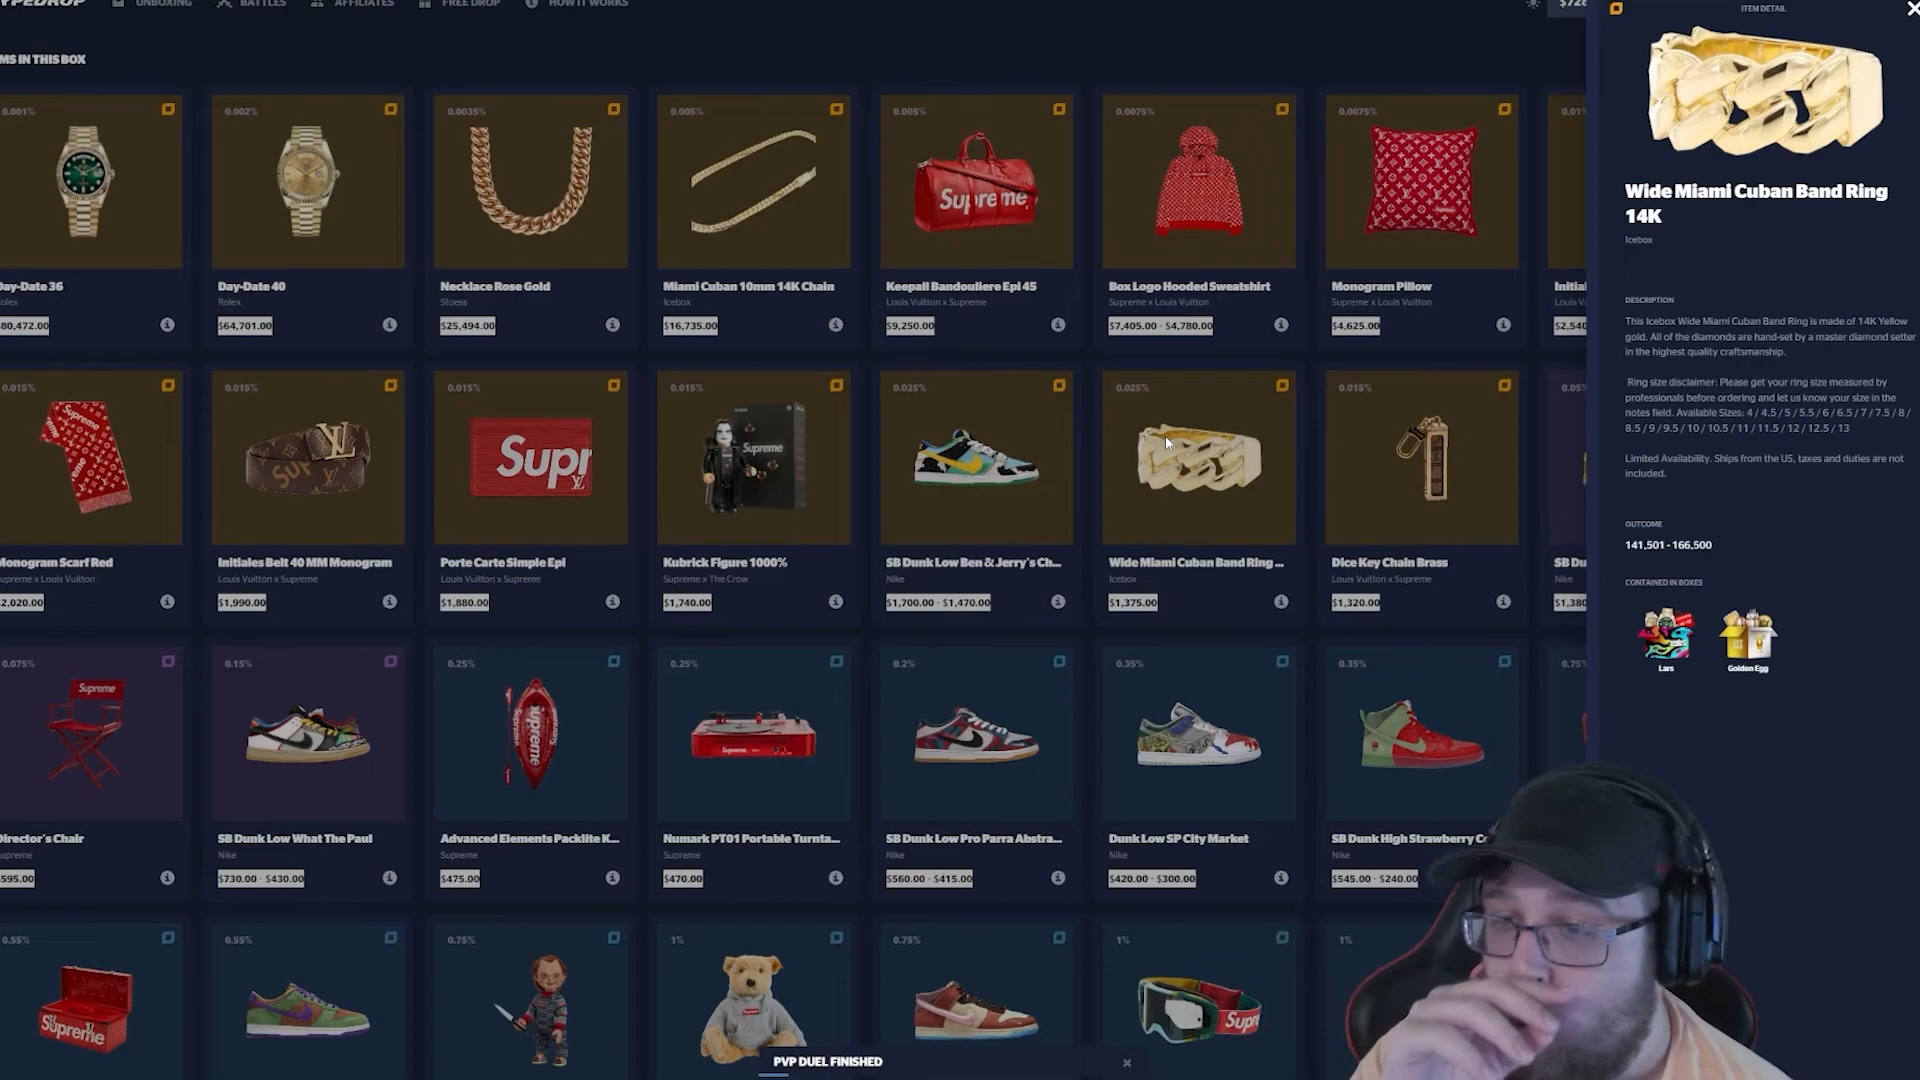 UNBOXING
BATTLES
AFFILIATES
FREE DROP
HOW IT WORKS
ITEM DETAIL
MS IN THIS BOX
0.001%
0.002%
0.0035%
0.005%
0.005%
0.0075%
0.0075%
Supreme
Day-Date 36
Day-Date 40
Necklace Rose Gold
Miami Cuban 10mm 14K Chain
Keepall Bandouliere Epi 45
Box Logo Hooded Sweatshirt
Monogram Pillow
Initial
olex
Rolex
Stoess
Icebox
Louis Vuitton x Supreme
Supreme x Louis Vuitton
Supreme x Louis Vuitton
Louis V
80,472.00
$64,701.00
$25,494.00
$16,735.00
$9,250.00
$7,405.00 - $4,780.00
$4,625.00
$2,540
0.015%
0.015%
0.015%
0.015%
0.025%
0.025%
0.015%
0.05%
Supreme
Sup
Supr
Supreme
Monogram Scarf Red
Initiales Belt 40 MM Monogram
Porte Carte Simple Epi
Kubrick Figure 1000%
SB Dunk Low Ben & Jerry's Ch...
Wide Miami Cuban Band Ring ...
Dice Key Chain Brass
SB Du
upreme x Louis Vuitton
Louis Vuitton x Supreme
Louis Vuitton x Supreme
Supreme x The Crow
Nike
Icebox
Louis Vuitton x Supreme
Nike
2,020.00
$1,990.00
$1,880.00
$1,740.00
$1,700.00 - $1,470.00
$1,375.00
$1,320.00
$1,380
0.075%
0.15%
0.25%
0.25%
0.2%
0.35%
0.35%
0.75%
Supreme
Supreme
Supreme
Director's Chair
SB Dunk Low What The Paul
Advanced Elements Packlite K...
Numark PT01 Portable Turnta...
SB Dunk Low Pro Parra Abstra...
Dunk Low SP City Market
SB Dunk High Strawberry Co
upreme
Nike
Supreme
Supreme
Nike
Nike
Nike
595.00
$730.00 - $430.00
$475.00
$470.00
$560.00 - $415.00
$420.00 - $300.00
$545.00 - $240.00
0.55%
0.55%
0.75%
1%
0.75%
1%
1%
Supreme
Supr
PVP DUEL FINISHED
Wide Miami Cuban Band Ring
14K
Icebox
DESCRIPTION
This Icebox Wide Miami Cuban Band Ring is made of 14K Yellow
gold. All of the diamonds are hand-set by a master diamond setter
in the highest quality craftsmanship.
Ring size disclaimer: Please get your ring size measured by
professionals before ordering and let us know your size in the
notes field. Available Sizes: 4 / 4.5 / 5 / 5.5 / 6 / 6.5 / 7 / 7.5 / 8 /
8.5 / 9 / 9.5 / 10 / 10.5 / 11 / 11.5 / 12 / 12.5 / 13
Limited Availability. Ships from the US, taxes and duties are not
included.
OUTCOME
141,501 - 166,500
CONTAINED IN BOXES
Lars
Golden Egg